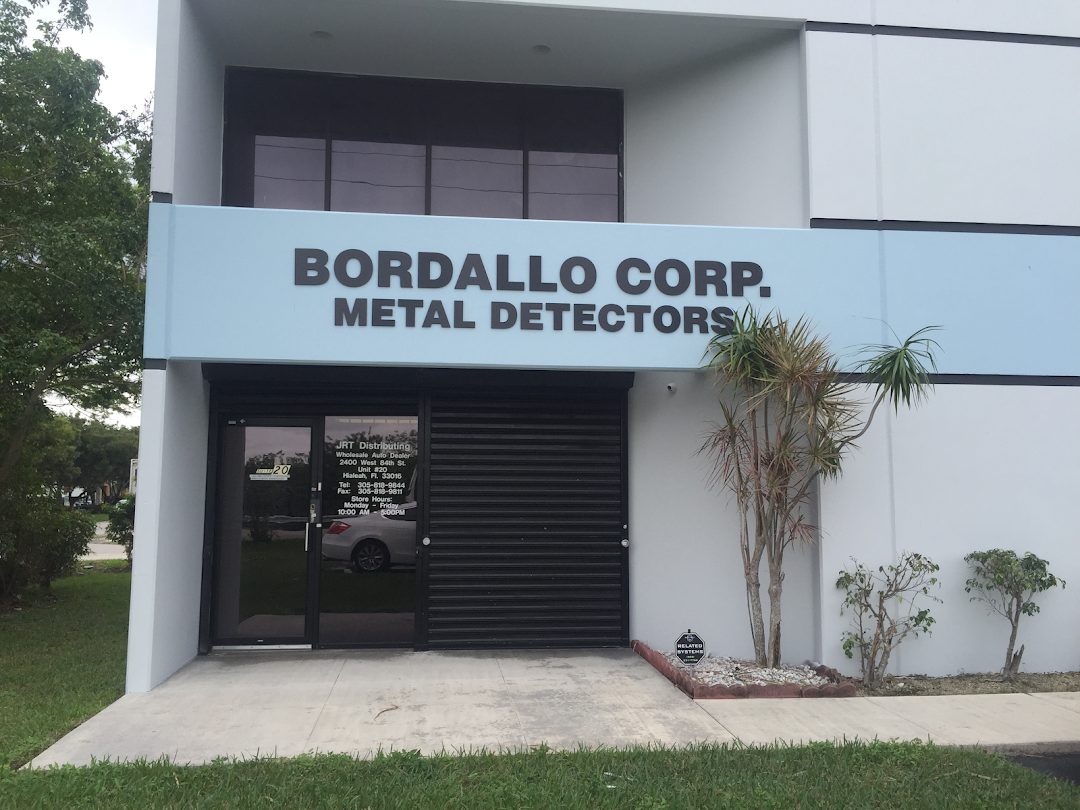 BORDALLO CORP.
METAL DETECTORS
SUITE 20
JRT Distributing
Wholesale Auto Dealer
2400 West 84th St.
Unit #20
Hialeah, Fl. 33016
Tel: 305-818-9844
Fax: 305-818-9811
Store Hours:
Monday - Friday
10:00 AM - 5:00PM
RELATED
SYSTEMS